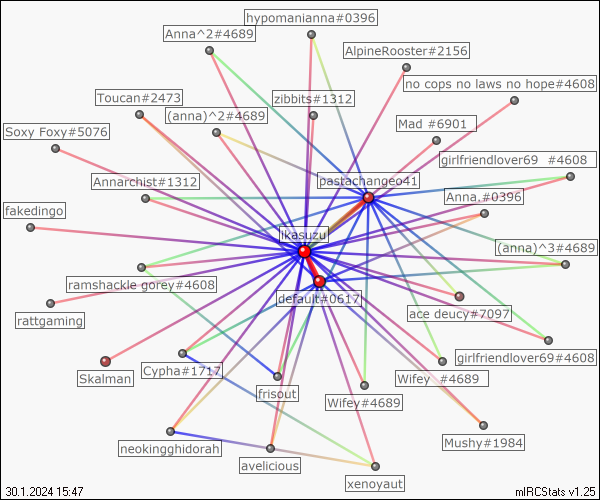 hypomanianna#0396
Anna^2#4689
AlpineRooster#2156
no cops no laws no hope#4608
Toucan#2473
zibbits#1312
(anna)^2#4689
Mad #6901
Soxy Foxy#5076
girlfriendlover69 #4608
Annarchist#1312
pastachangeo41
Anna,#0396
fakedingo
ikasuzu
(anna)^3#4689
ramshackle gorey#4608
default#0617
rattgaming
ace deucy#7097
girlfriendlover69#4608
Skalman
Cypha#1717
Wifey #4689
frisout
Wifey#4689
neokingghidorah
Mushy#1984
avelicious
xenoyaut
30.1.2024 15:47
mIRCStats v1.25